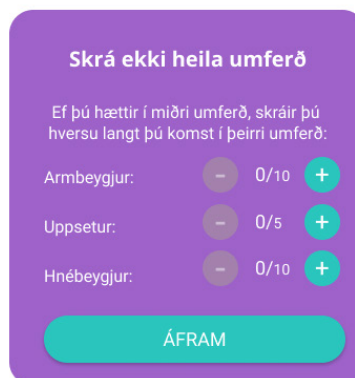 Skrá ekki heila umferð
Ef þú hættir í miðri umferð, skráir þú
hversu langt þú komst í þeirri umferð:
Armbeygjur: - 0/10 +
Uppsetur: - 0/5 +
Hnébeygjur: - 0/10 +
ÁFRAM